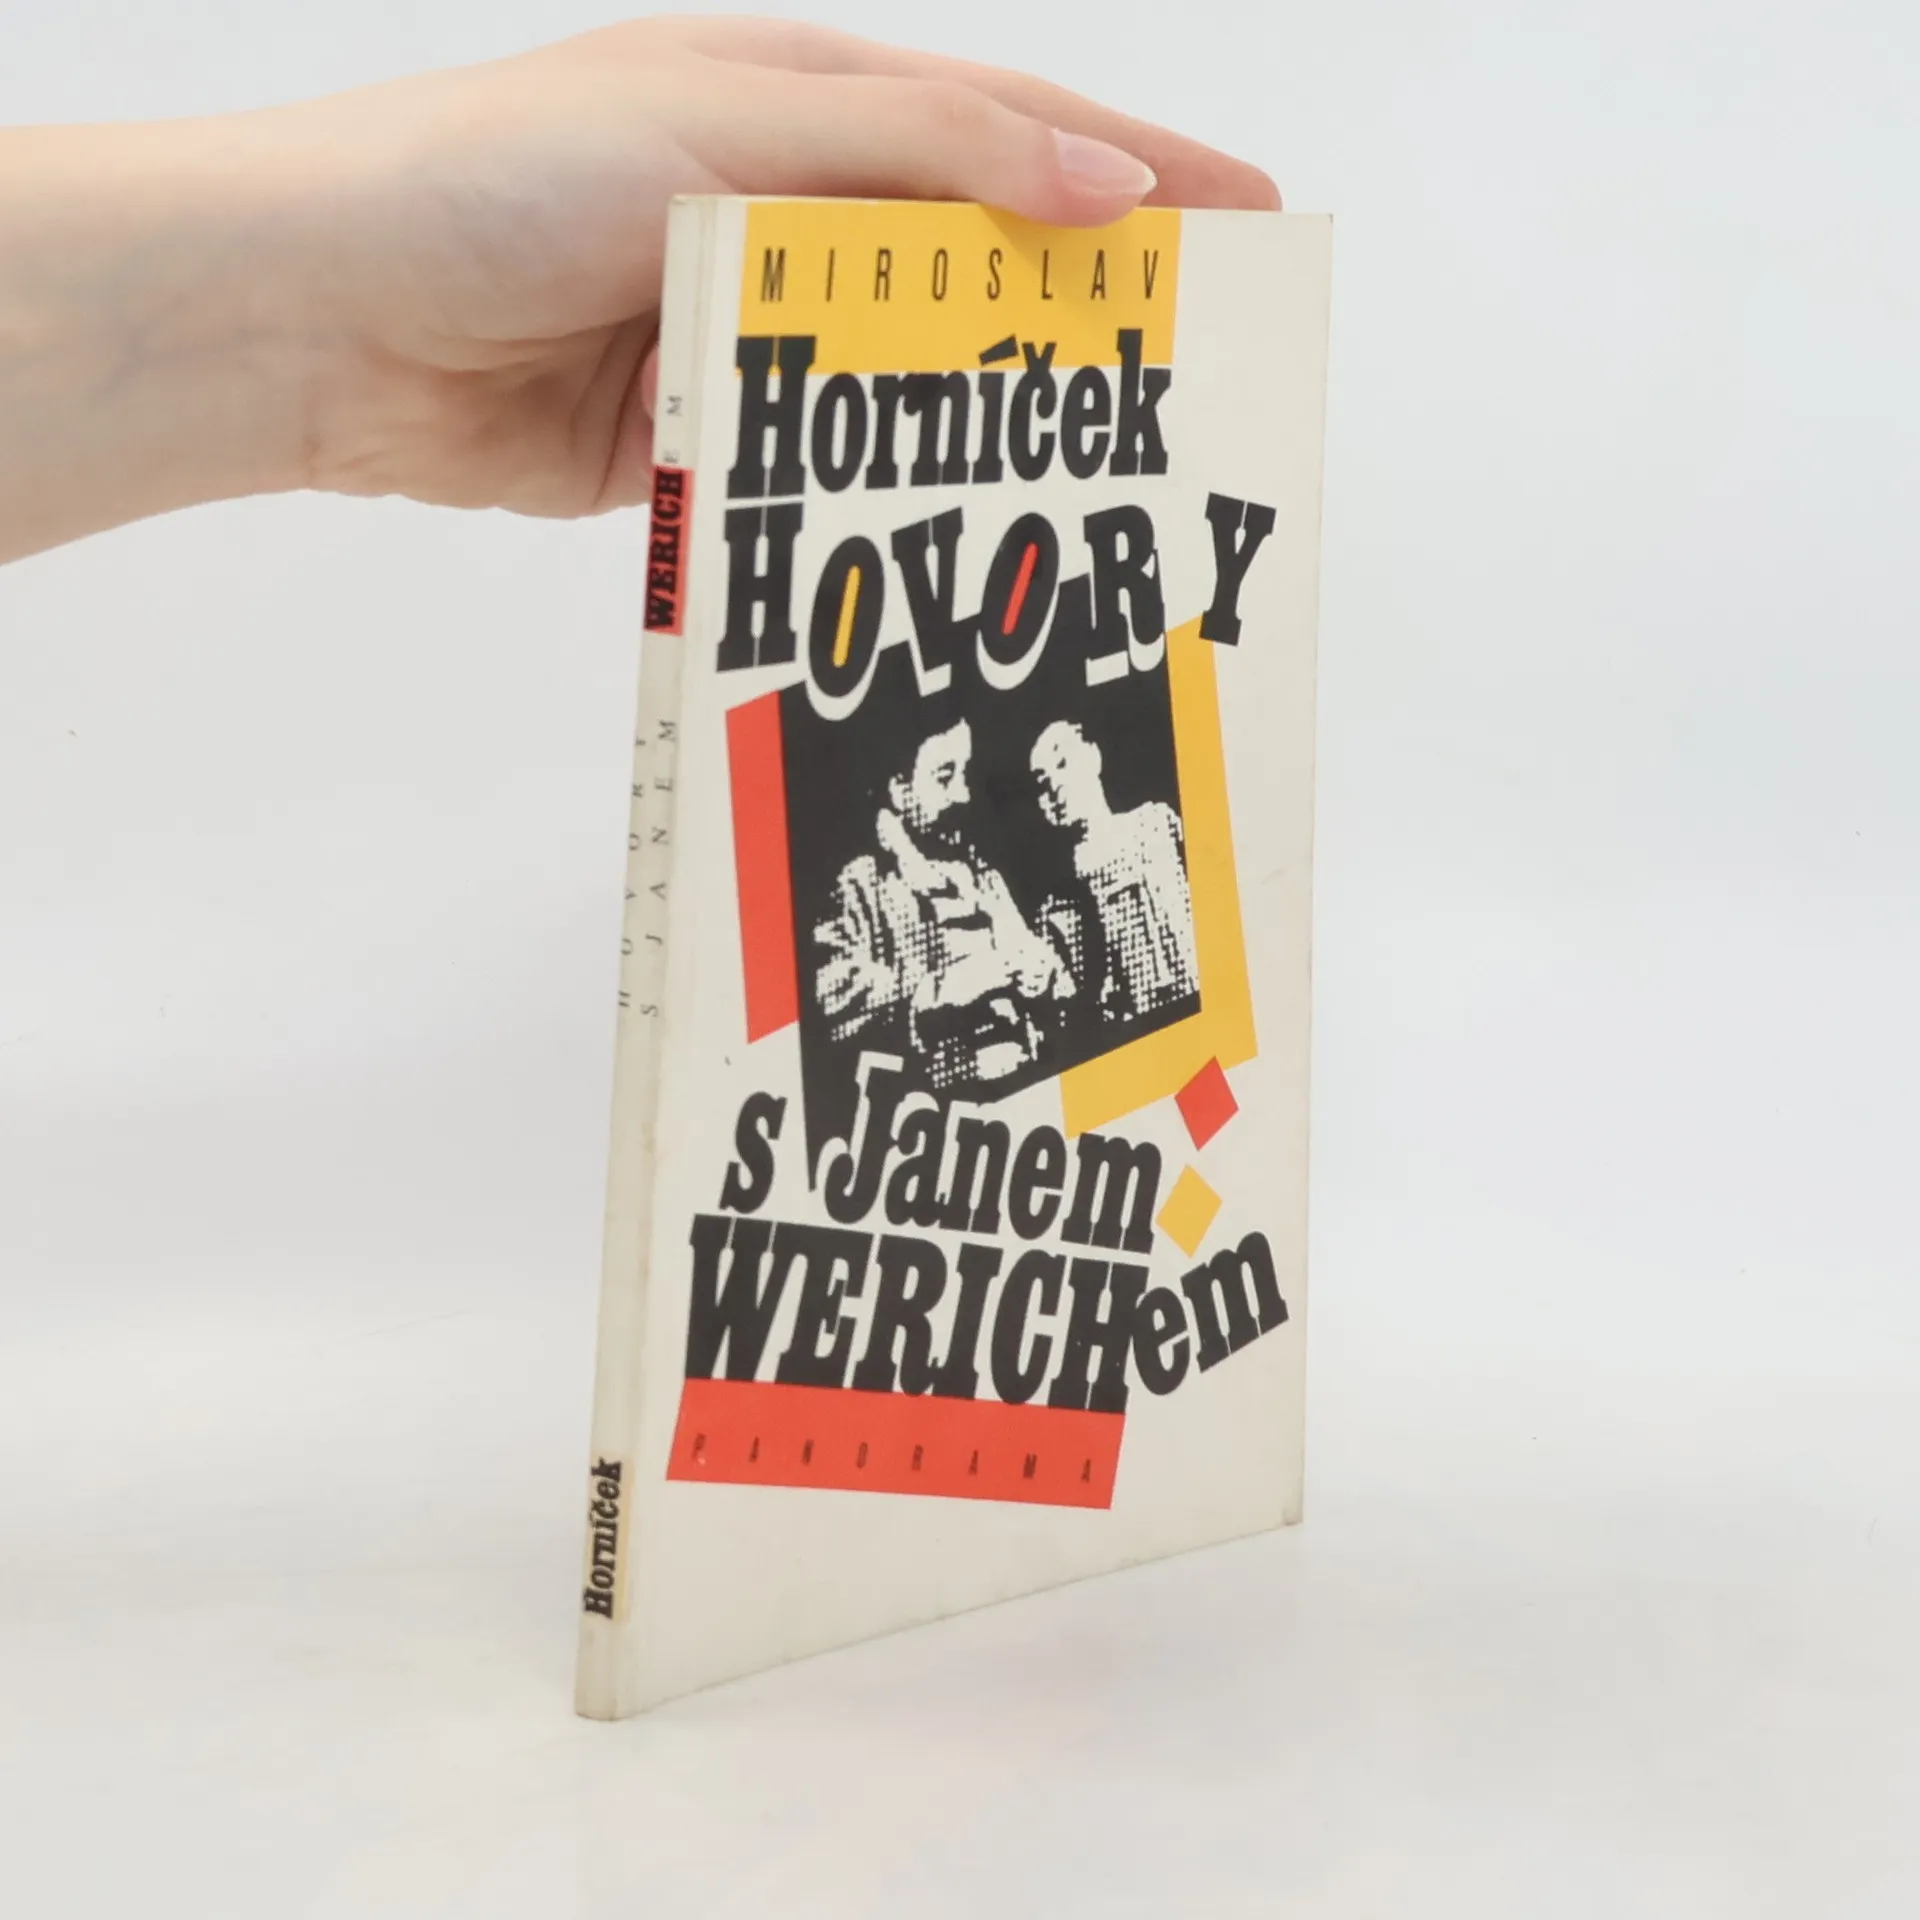 MIROSLAV
Horníček
HOVORY
s Janem
WERICHem
PANORAMA
Horníček
HOVORY
S JANEM
WERICHEM